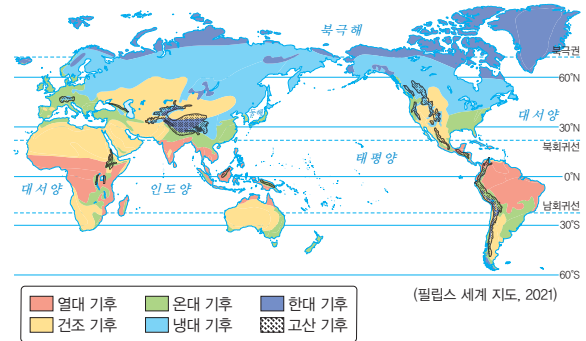 북극해
북극권
60°N
대서양
30°N
북회귀선
태평양
대서양
인도양
0°N
남회귀선
30°S
60°S
(필립스 세계 지도, 2021)
열대 기후
온대 기후
한대 기후
건조 기후
냉대 기후
고산 기후